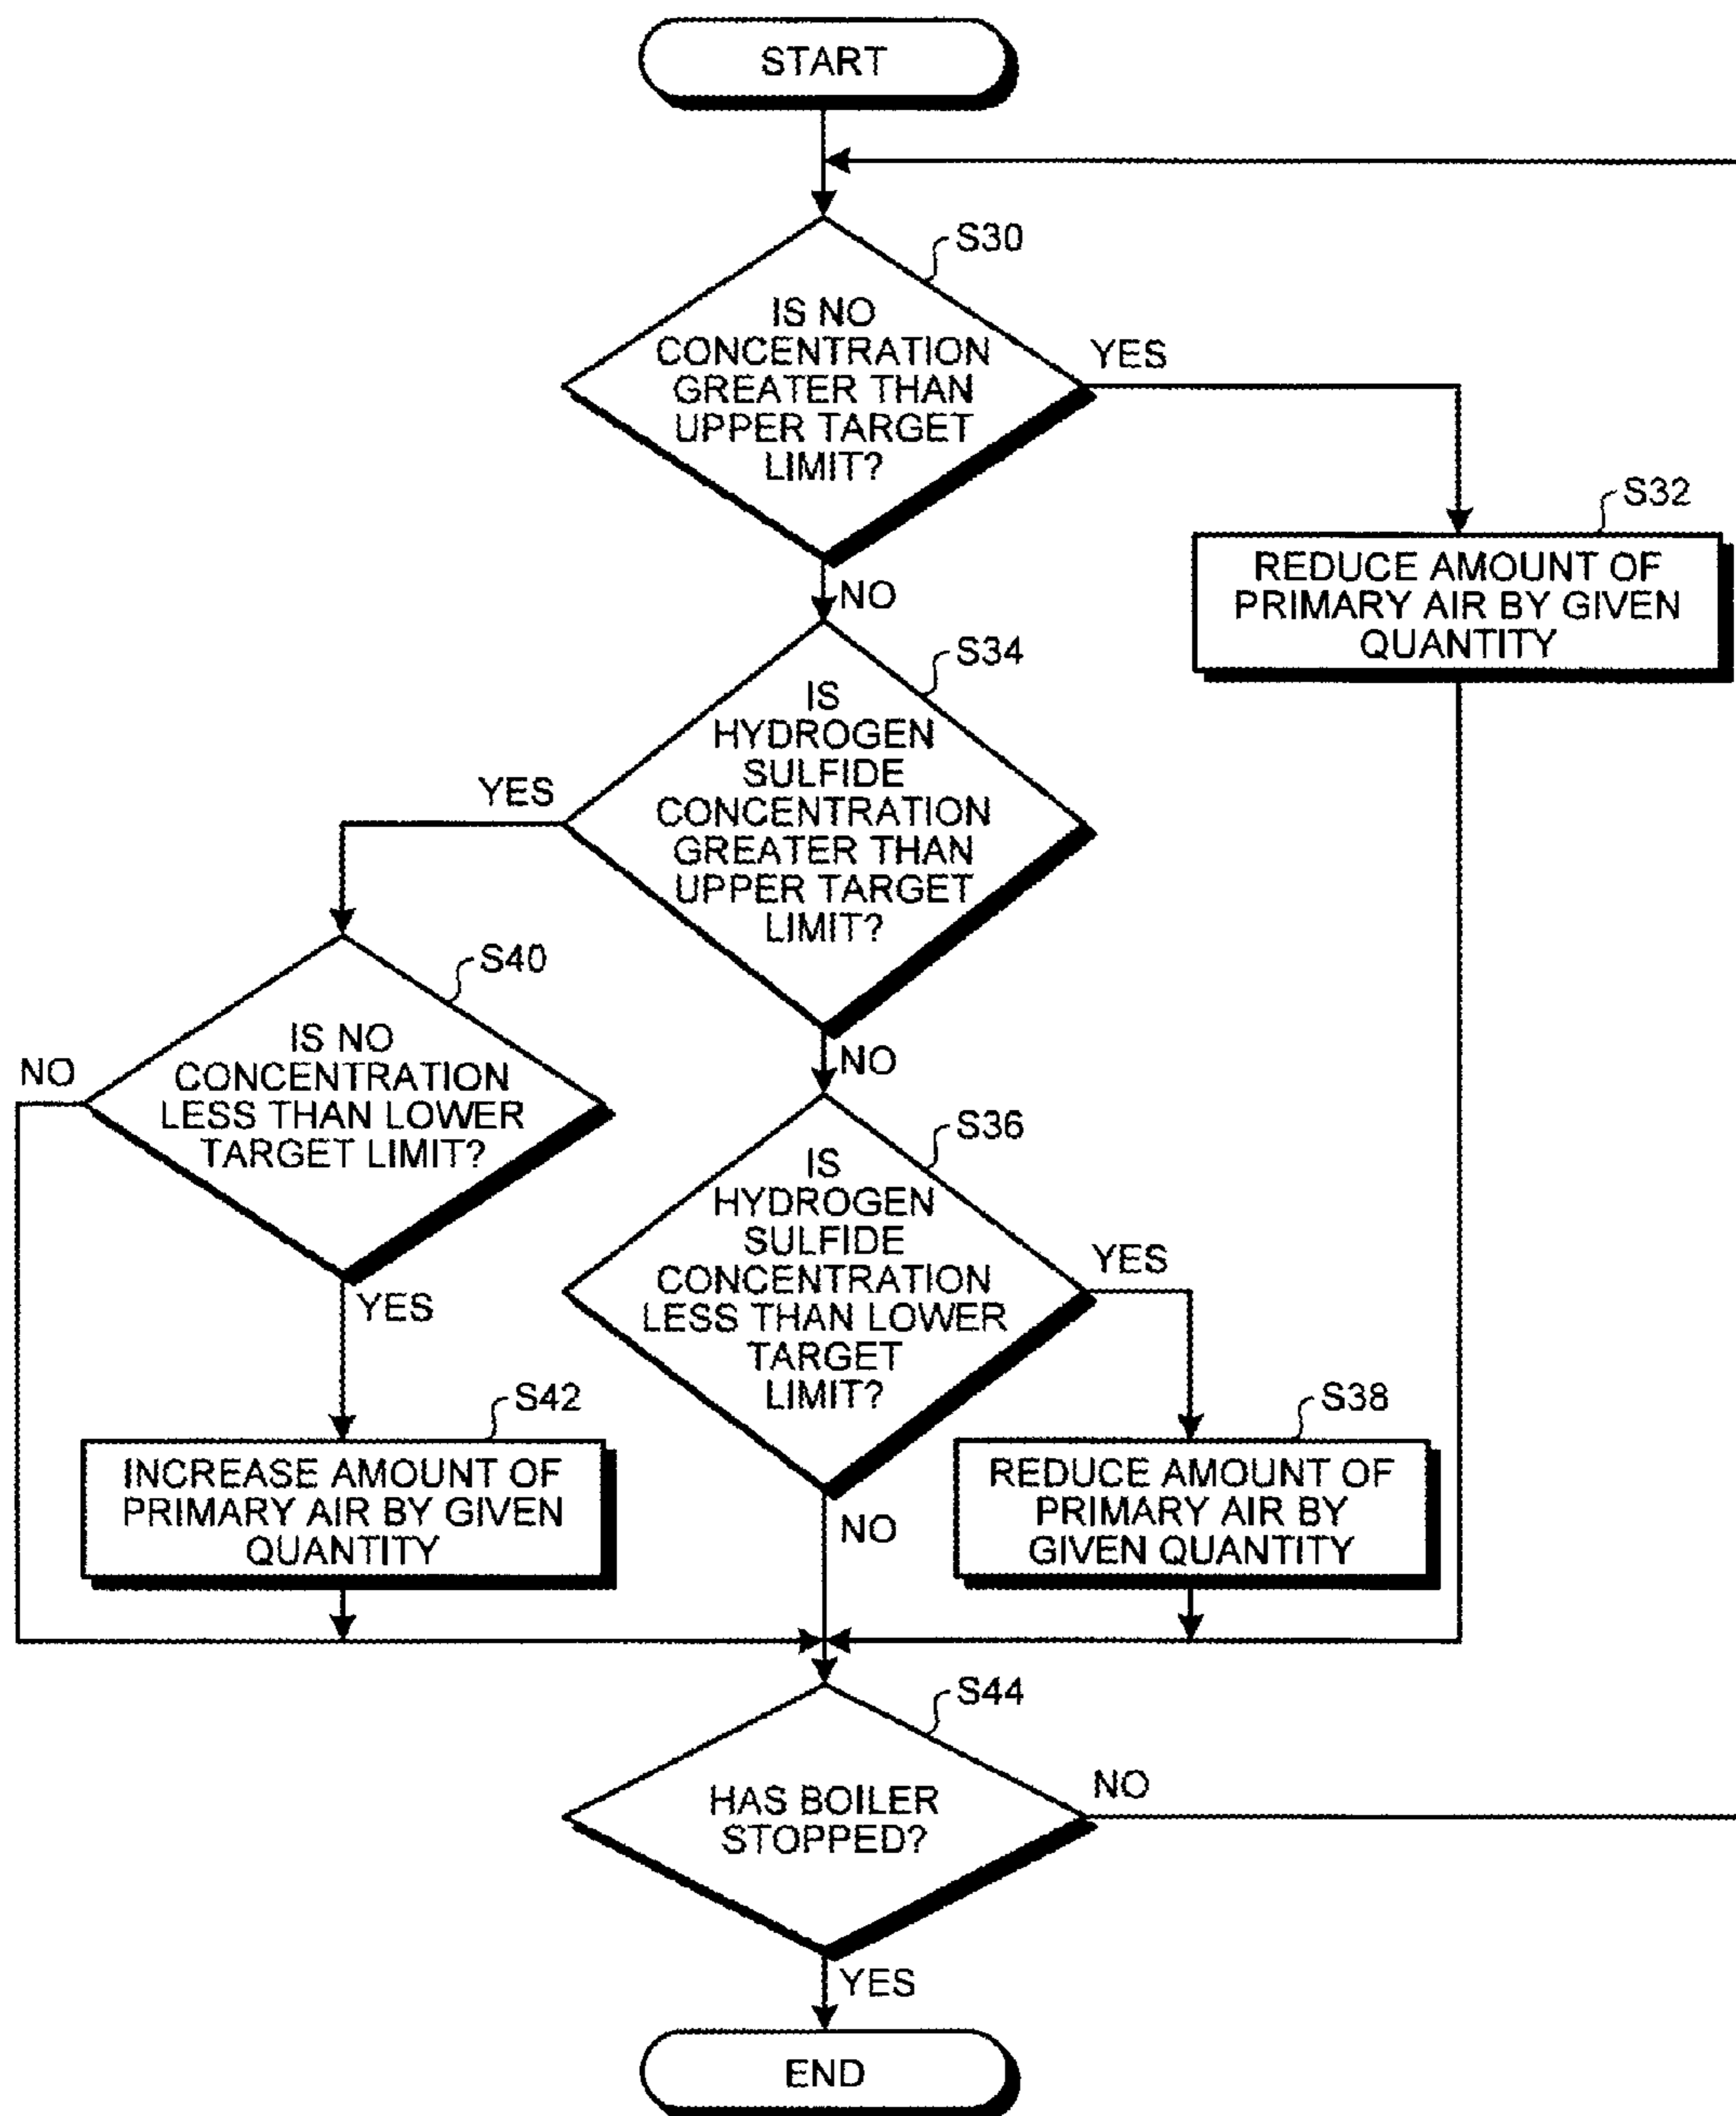 START
S30
IS NO
CONCENTRATION
GREATER THAN
UPPER TARGET
LIMIT?
YES
S32
REDUCE AMOUNT OF
PRIMARY AIR BY GIVEN
QUANTITY
NO
S34
IS
HYDROGEN
SULFIDE
CONCENTRATION
GREATER THAN
UPPER TARGET
LIMIT?
YES
S40
IS NO
CONCENTRATION
LESS THAN LOWER
TARGET LIMIT?
NO
NO
S36
IS
HYDROGEN
SULFIDE
CONCENTRATION
LESS THAN LOWER
TARGET
LIMIT?
YES
YES
S42
INCREASE AMOUNT OF
PRIMARY AIR BY GIVEN
QUANTITY
S38
REDUCE AMOUNT OF
PRIMARY AIR BY
GIVEN QUANTITY
NO
S44
HAS BOILER
STOPPED?
NO
YES
END